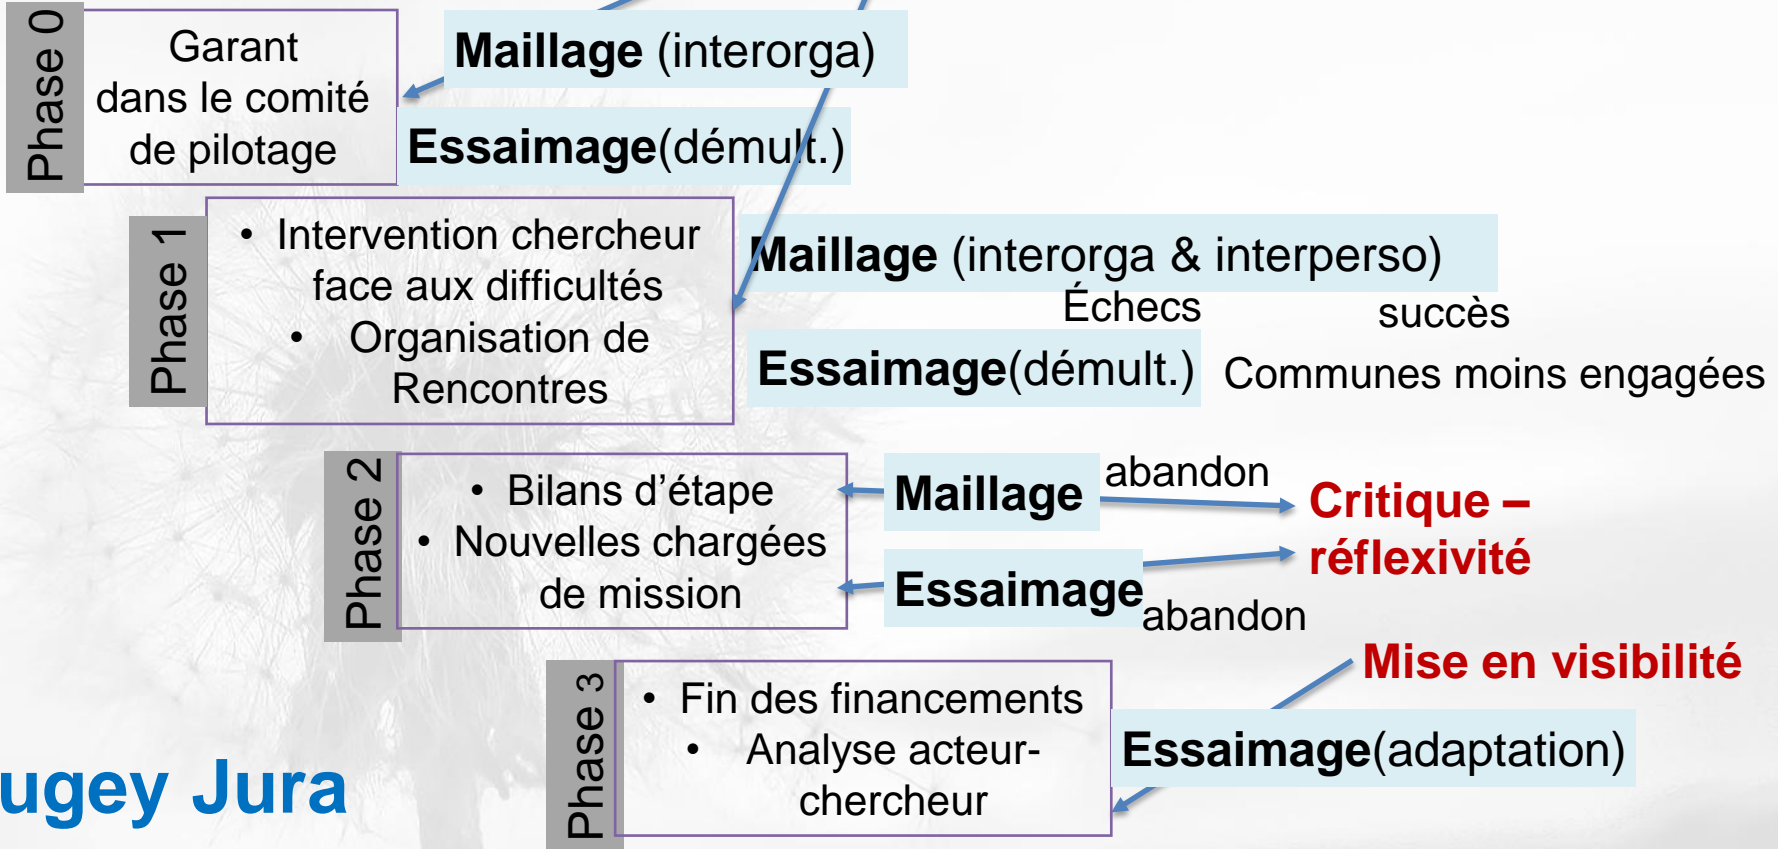 Phase 0
Garant
dans le comité
de pilotage
Maillage (interorga)
Essaimage(démult.)
Phase 1
• Intervention chercheur
face aux difficultés
• Organisation de
Rencontres
Maillage (interorga & interperso)
Échecs
succès
Essaimage(démult.)
Communes moins engagées
Phase 2
• Bilans d’étape
• Nouvelles chargées
de mission
Maillage
abandon
Essaimage
abandon
Critique –
réflexivité
Phase 3
• Fin des financements
• Analyse acteur-
chercheur
Mise en visibilité
Essaimage(adaptation)
ugey Jura